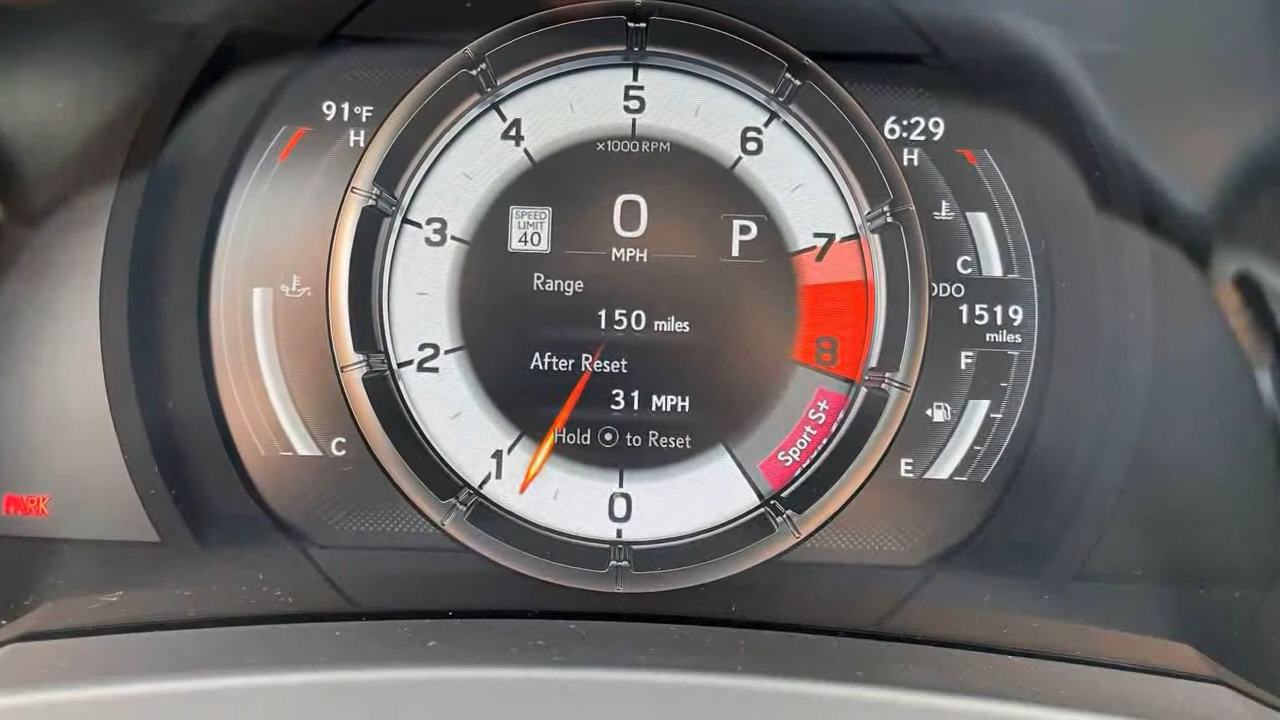 91°F
H
C
PARK
5
4
6
×1000 RPM
3
7
2
8
1
0
SPEED
LIMIT
40
0
MPH
P
Range
150 miles
After Reset
31 MPH
Hold to Reset
Sport S+
6:29
H
C
ODO
1519
miles
F
E